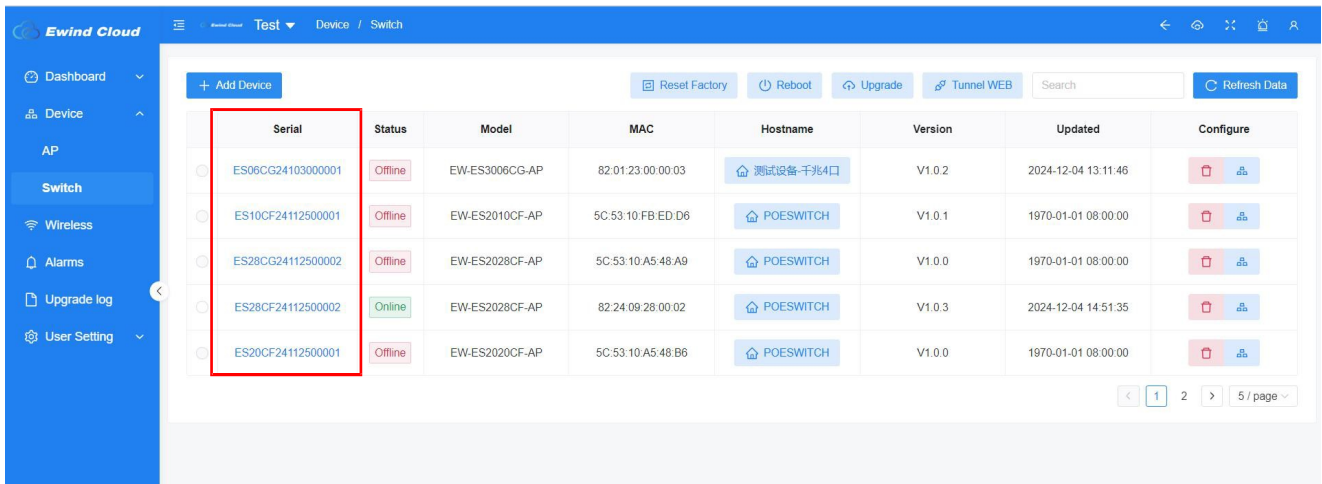 Ewind Cloud
Ewind Cloud Test Device / Switch
Dashboard
Device
AP
Switch
Wireless
Alarms
Upgrade log
User Setting
+ Add Device Reset Factory Reboot Upgrade Tunnel WEB Search Refresh Data
Serial Status Model MAC Hostname Version Updated Configure
ES06CG24103000001 Offline EW-ES3006CG-AP 82:01:23:00:00:03 测试设备-千兆4口 V1.0.2 2024-12-04 13:11:46
ES10CF24112500001 Offline EW-ES2010CF-AP 5C:53:10:FB:ED:D6 POESWITCH V1.0.1 1970-01-01 08:00:00
ES28CG24112500002 Offline EW-ES2028CF-AP 5C:53:10:A5:48:A9 POESWITCH V1.0.0 1970-01-01 08:00:00
ES28CF24112500002 Online EW-ES2028CF-AP 82:24:09:28:00:02 POESWITCH V1.0.3 2024-12-04 14:51:35
ES20CF24112500001 Offline EW-ES2020CF-AP 5C:53:10:A5:48:B6 POESWITCH V1.0.0 1970-01-01 08:00:00
< 1 2 > 5 / page